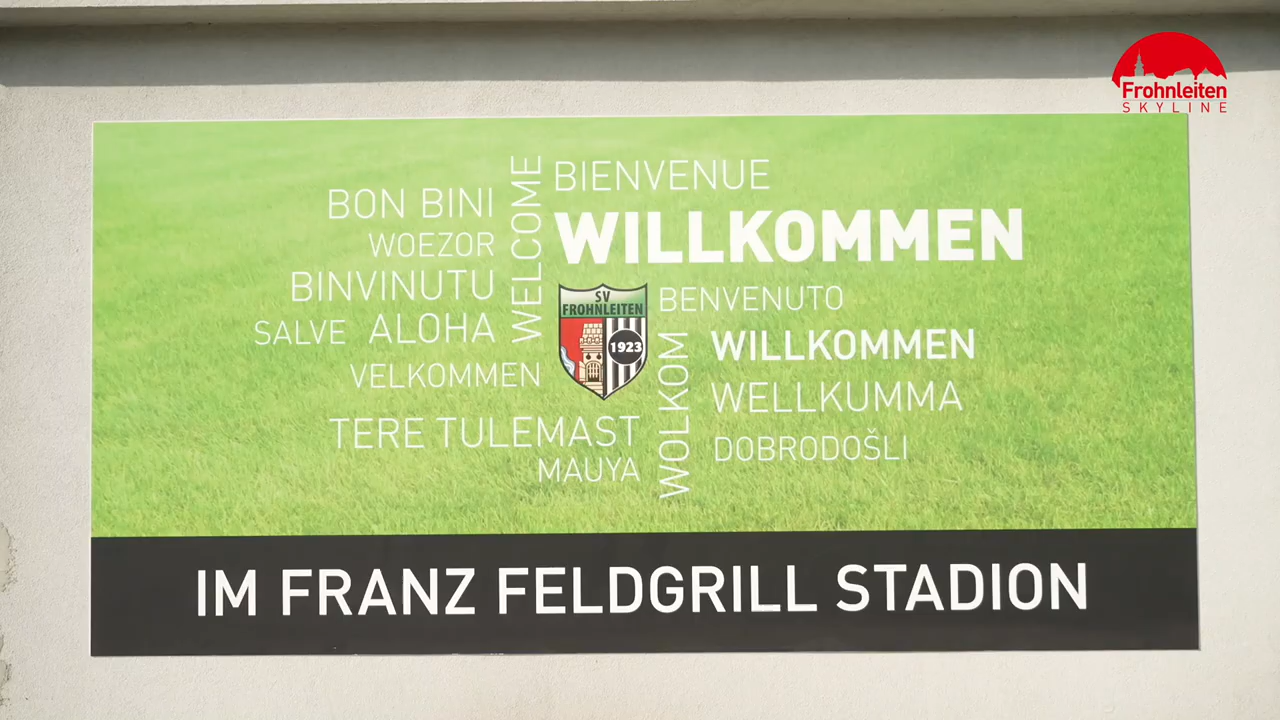 Frohnleiten
SKYLINE
BIENVENUE
WELCOME
BON BINI
WILLKOMMEN
WOEZOR
BINVINUTU
SV
FROHNLEITEN
1923
BENVENUTO
SALVE
ALOHA
WILLKOMMEN
VELKOMMEN
WOLKOM
WELLKUMMA
TERE TULEMAST
DOBRODOŠLI
MAUYA
IM FRANZ FELDGRILL STADION